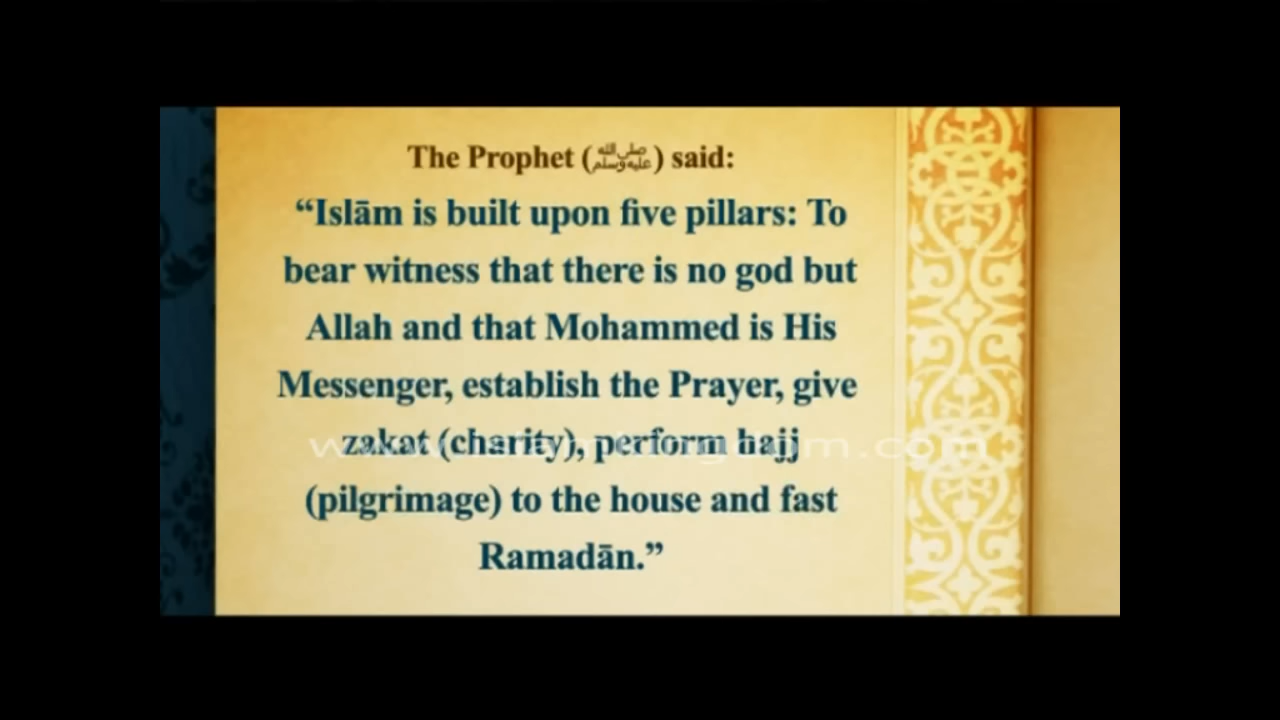 The Prophet (ﷺ) said:
“Islām is built upon five pillars: To
bear witness that there is no god but
Allah and that Mohammed is His
Messenger, establish the Prayer, give
zakat (charity), perform hajj
(pilgrimage) to the house and fast
Ramadān.”